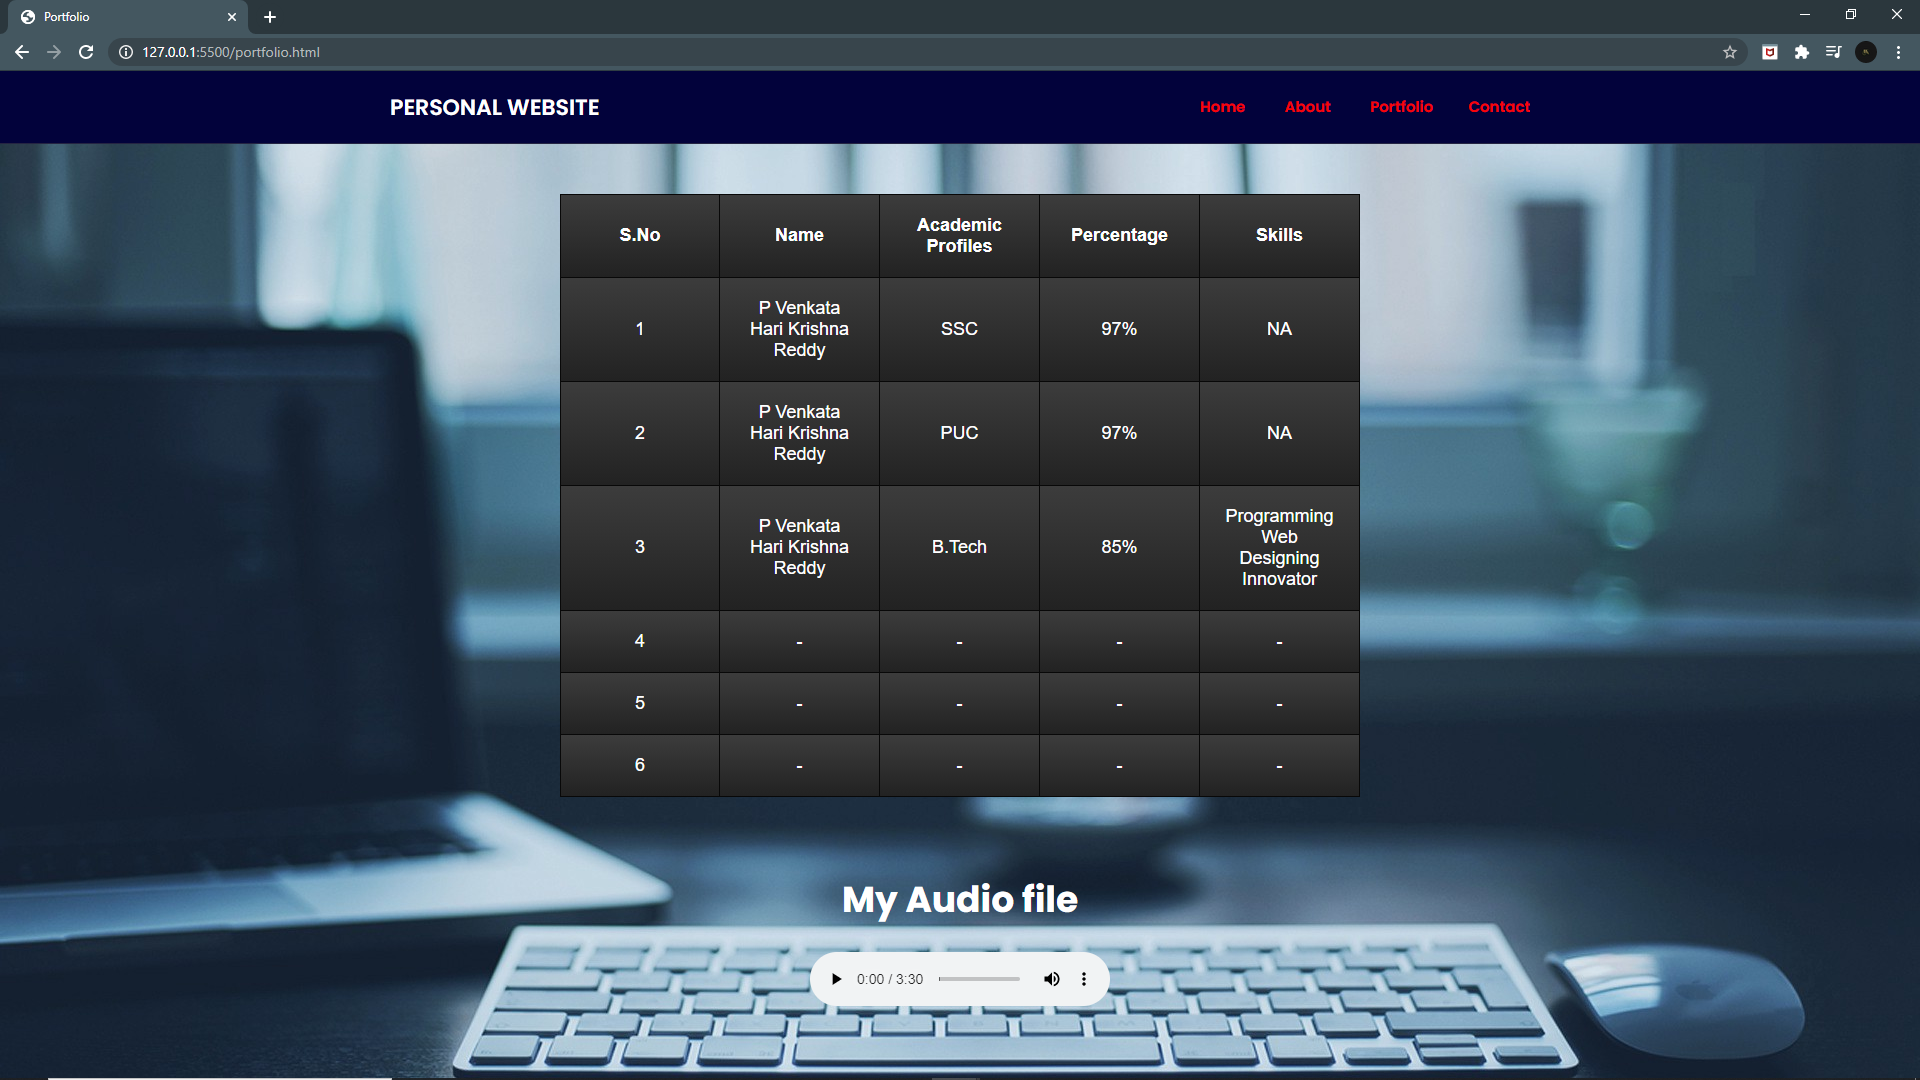 Portfolio
127.0.0.1:5500/portfolio.html
PERSONAL WEBSITE
Home About Portfolio Contact
S.No Name Academic Profiles Percentage Skills
1 P Venkata Hari Krishna Reddy SSC 97% NA
2 P Venkata Hari Krishna Reddy PUC 97% NA
3 P Venkata Hari Krishna Reddy B.Tech 85% Programming Web Designing Innovator
4 - - - -
5 - - - -
6 - - - -
My Audio file
0:00 / 3:30